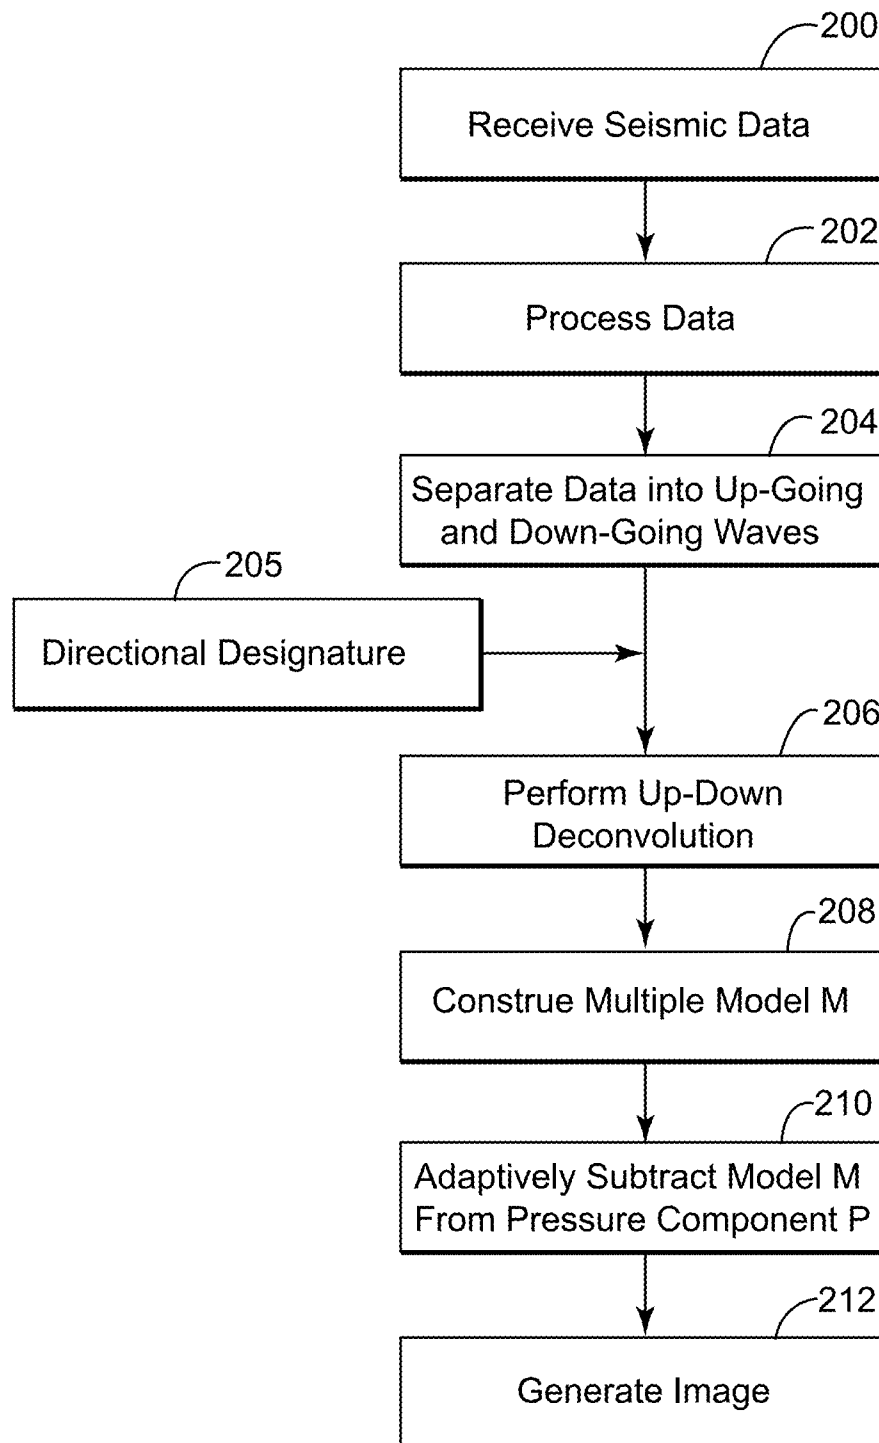 200
Receive Seismic Data
202
Process Data
204
Separate Data into Up-Going
and Down-Going Waves
205
Directional Designature
206
Perform Up-Down
Deconvolution
208
Construe Multiple Model M
210
Adaptively Subtract Model M
From Pressure Component P
212
Generate Image